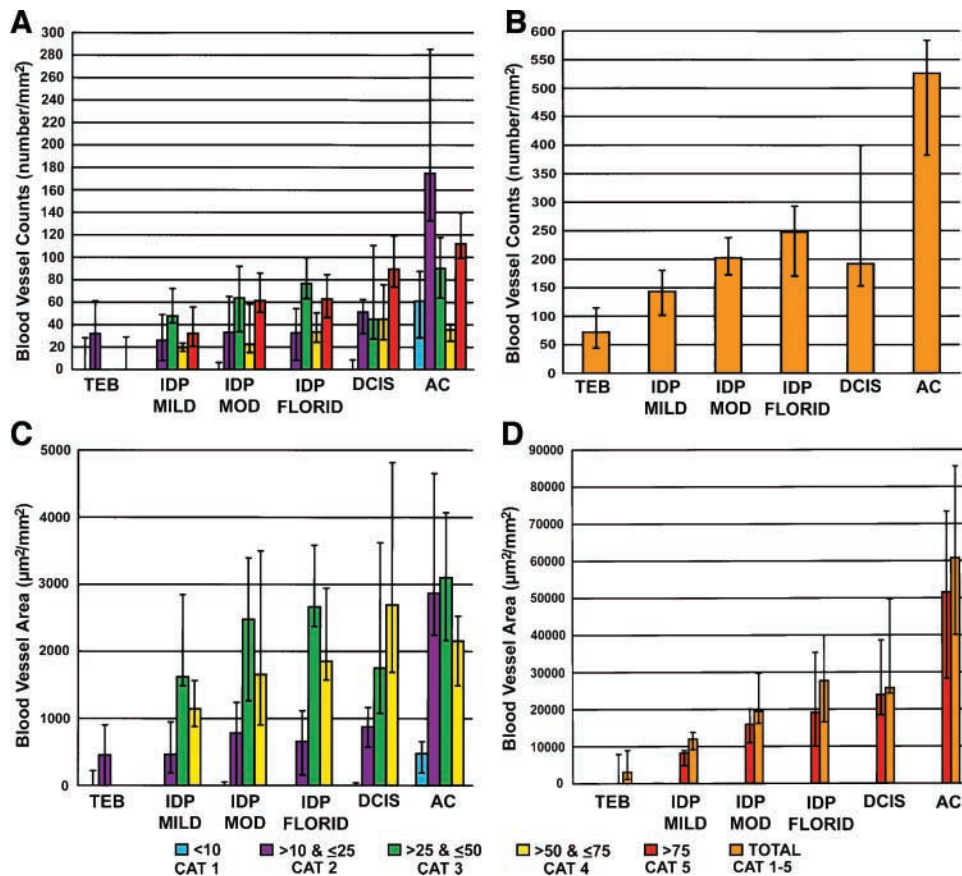 A
Blood Vessel Counts (number/mm²)
300
280
260
240
220
200
180
160
140
120
100
80
60
40
20
0
TEB IDP IDP IDP DCIS AC
MILD MOD FLORID
B
Blood Vessel Counts (number/mm²)
600
550
500
450
400
350
300
250
200
150
100
50
0
TEB IDP IDP IDP DCIS AC
MILD MOD FLORID
C
Blood Vessel Area (µm²/mm²)
5000
4000
3000
2000
1000
0
TEB IDP IDP IDP DCIS AC
MILD MOD FLORID
D
Blood Vessel Area (µm²/mm²)
90000
80000
70000
60000
50000
40000
30000
20000
10000
0
TEB IDP IDP IDP DCIS AC
MILD MOD FLORID
<10 >10 & ≤25 >25 & ≤50 >50 & ≤75 >75 TOTAL
CAT 1 CAT 2 CAT 3 CAT 4 CAT 5 CAT 1-5